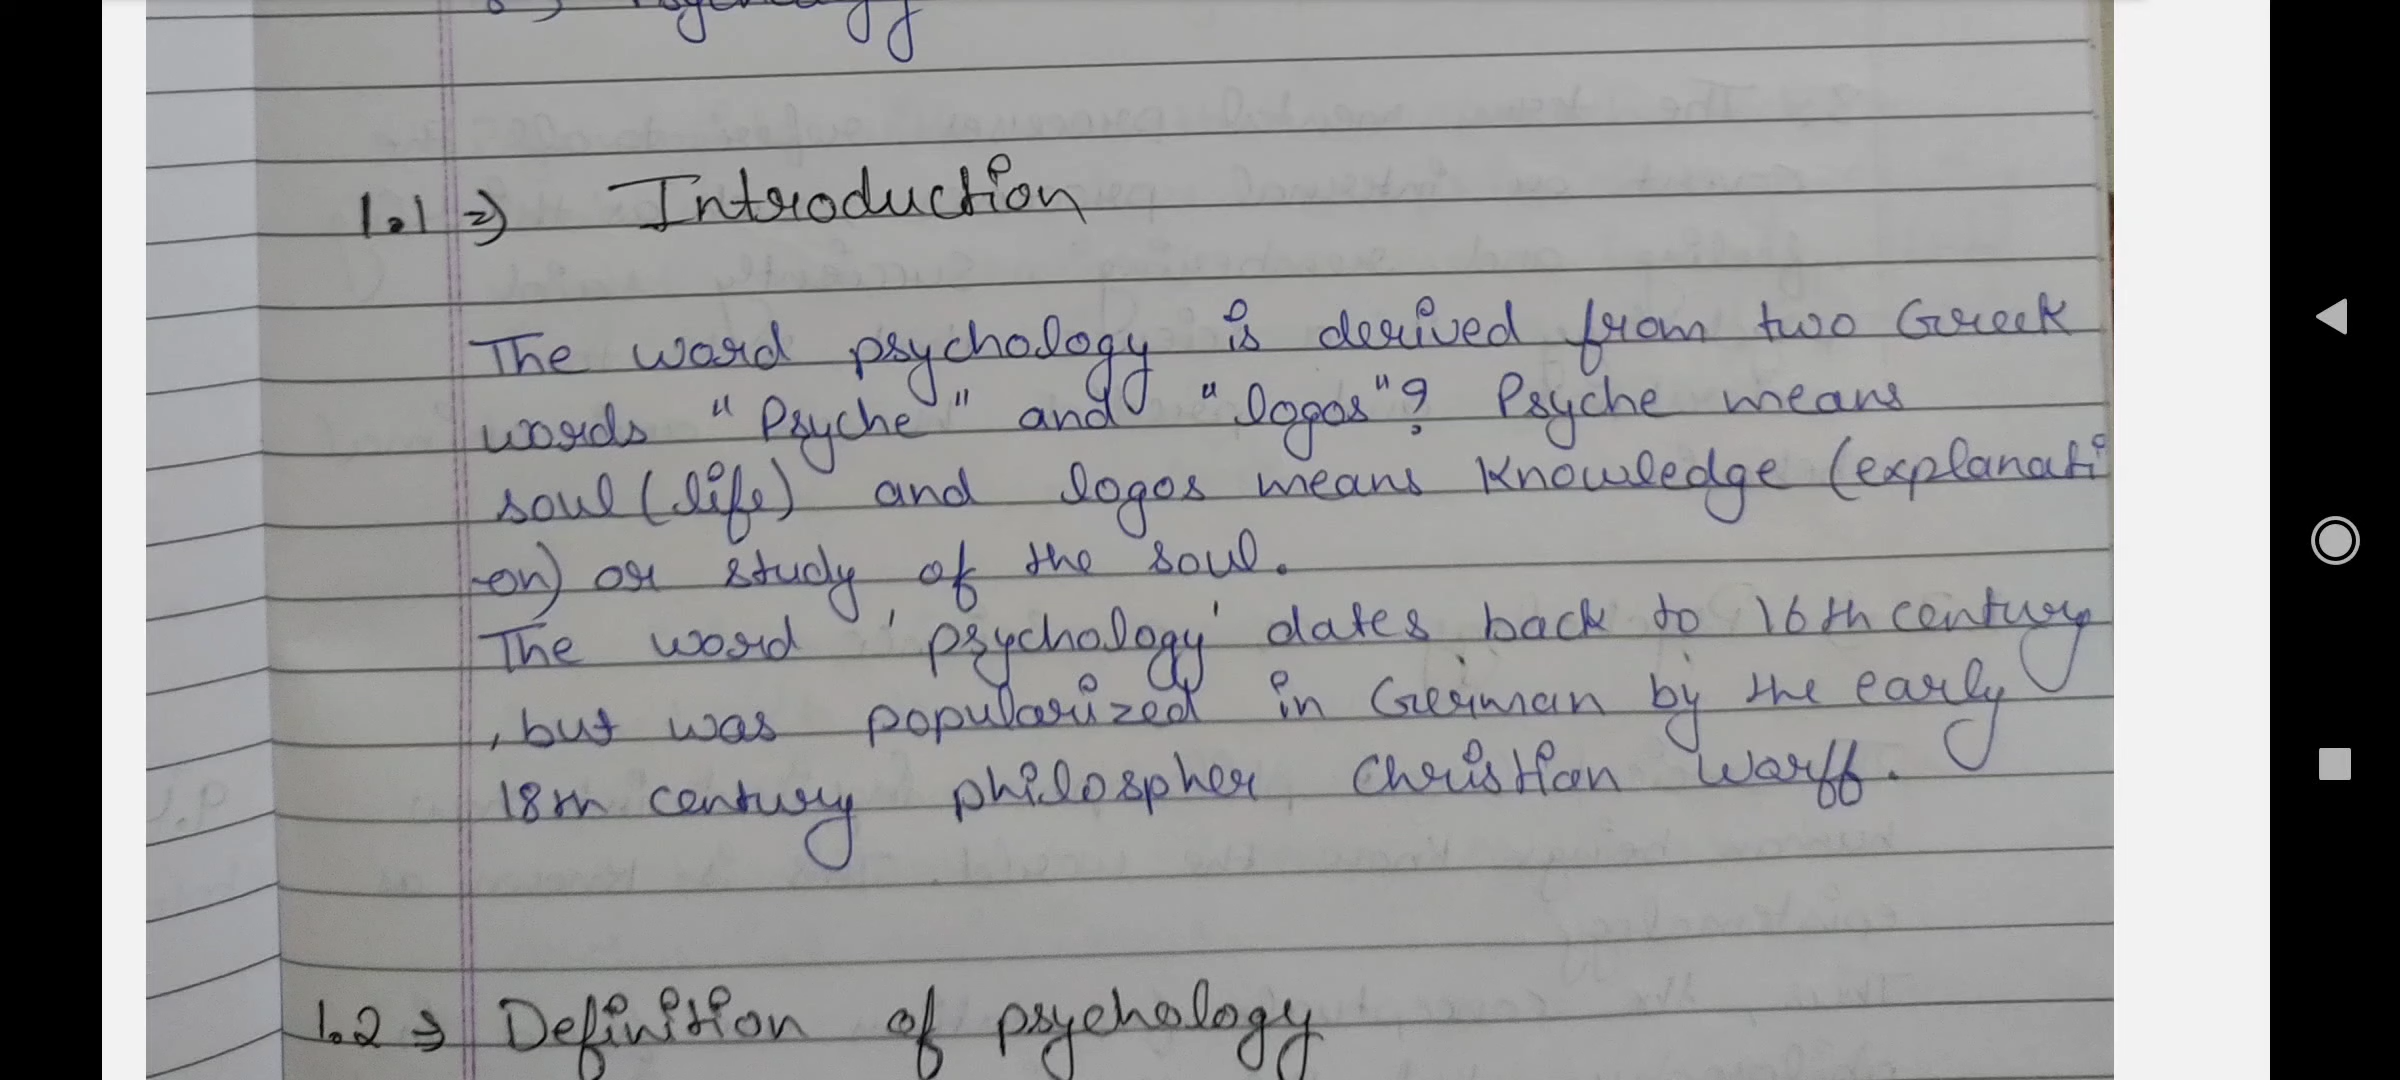 Psychology
1.1 ⇒ Introduction
The word psychology is derived from two Greek
words "Psyche" and "logos"? Psyche means
soul (life) and logos means knowledge (explanati
-on) or study of the soul.
The word 'psychology' dates back to 16th century
, but was popularized in German by the early
18th century philospher Christian Warff.
1.2 ⇒ Definition of psychology